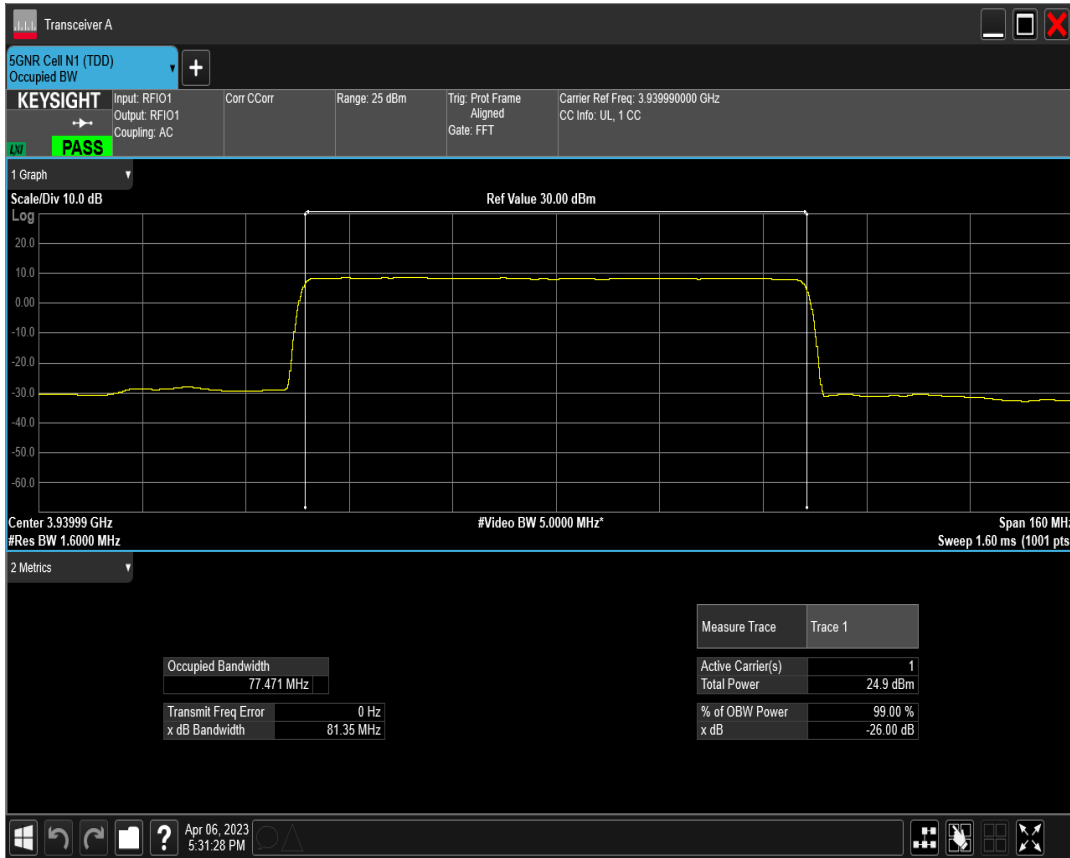 Transceiver A
5GNR Cell N1 (TDD)
Occupied BW
+
KEYSIGHT
LXI
PASS
Input: RFIO1
Output: RFIO1
Coupling: AC
Corr CCorr
Range: 25 dBm
Trig: Prot Frame
Aligned
Gate: FFT
Carrier Ref Freq: 3.939990000 GHz
CC Info: UL, 1 CC
1 Graph
Scale/Div 10.0 dB
Ref Value 30.00 dBm
Log
20.0
10.0
0.00
-10.0
-20.0
-30.0
-40.0
-50.0
-60.0
Center 3.93999 GHz
#Video BW 5.0000 MHz*
Span 160 MHz
#Res BW 1.6000 MHz
Sweep 1.60 ms (1001 pts
2 Metrics
Measure Trace Trace 1
Occupied Bandwidth
77.471 MHz
Active Carrier(s) 1
Total Power 24.9 dBm
Transmit Freq Error 0 Hz
x dB Bandwidth 81.35 MHz
% of OBW Power 99.00 %
x dB -26.00 dB
?
Apr 06, 2023
5:31:28 PM